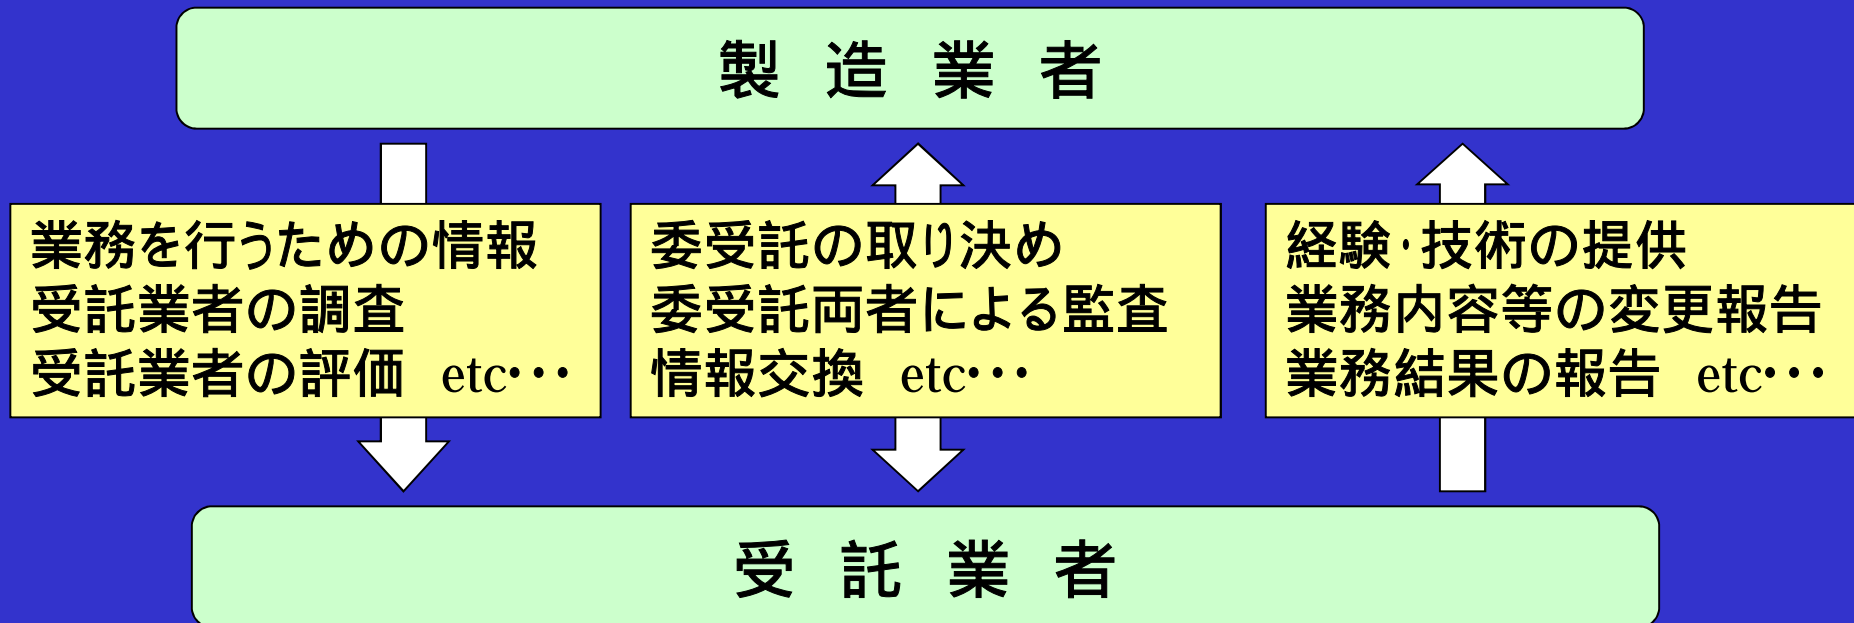 製造業者
業務を行うための情報
受託業者の調査
受託業者の評価 etc・・・
委受託の取り決め
委受託両者による監査
情報交換 etc・・・
経験・技術の提供
業務内容等の変更報告
業務結果の報告 etc・・・
受託業者